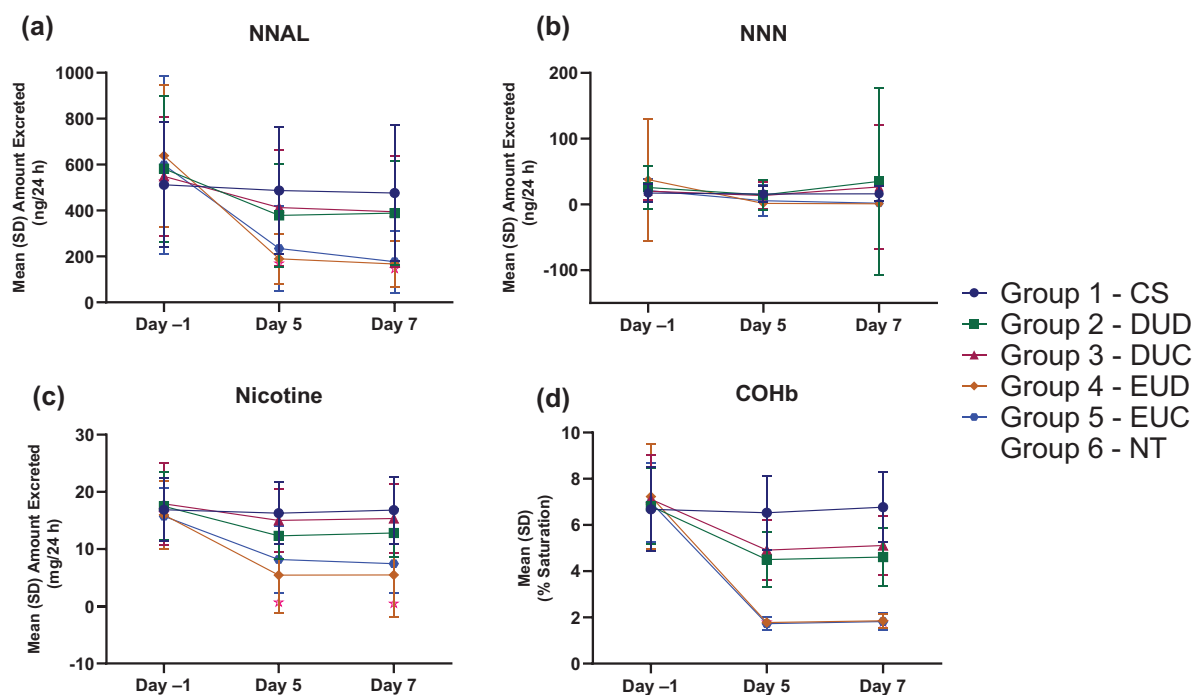 (a)
NNAL
Mean (SD) Amount Excreted
(ng/24 h)
1000
800
600
400
200
0
Day –1
Day 5
Day 7
(b)
NNN
Mean (SD) Amount Excreted
(ng/24 h)
200
100
0
-100
Day –1
Day 5
Day 7
(c)
Nicotine
Mean (SD) Amount Excreted
(mg/24 h)
30
20
10
0
-10
Day –1
Day 5
Day 7
(d)
COHb
Mean (SD)
(% Saturation)
10
8
6
4
2
0
Day –1
Day 5
Day 7
Group 1 - CS
Group 2 - DUD
Group 3 - DUC
Group 4 - EUD
Group 5 - EUC
Group 6 - NT